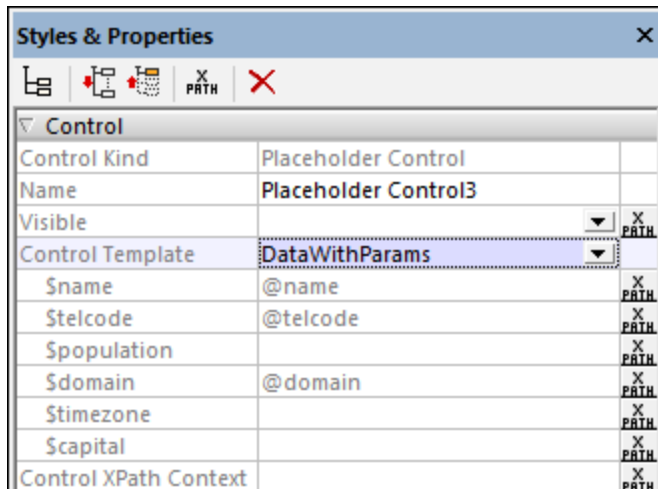 Styles & Properties
X PATH
Control
Control Kind Placeholder Control
Name Placeholder Control3
Visible X PATH
Control Template DataWithParams
$name @name X PATH
$telcode @telcode X PATH
$population X PATH
$domain @domain X PATH
$timezone X PATH
$capital X PATH
Control XPath Context X PATH